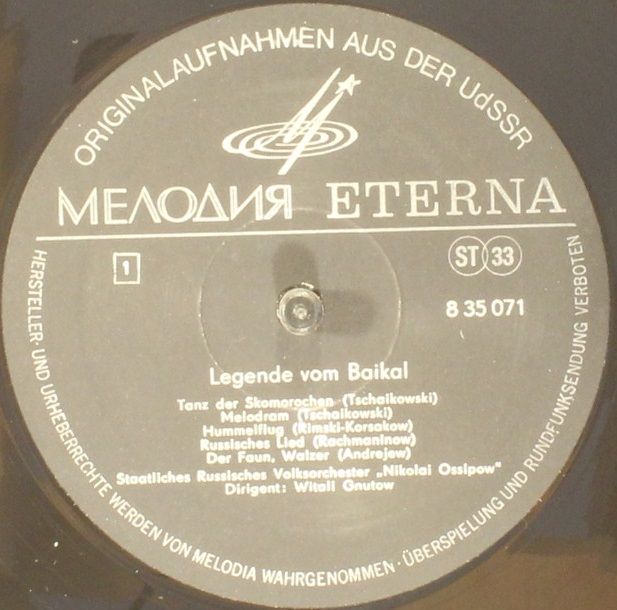 ORIGINALAUFNAHMEN AUS DER UdSSR
МЕЛОДИЯ ETERNA
1
ST 33
8 35 071
Legende vom Baikal
Tanz der Skomorochen (Tschaikowski)
Melodram (Tschaikowski)
Hummelflug (Rimski-Korsakow)
Russisches Lied (Rachmaninow)
Der Faun, Walzer (Andrejew)
Staatliches Russisches Volksorchester „Nikolai Ossipow"
Dirigent: Witali Gnutow
HERSTELLER- UND URHEBERRECHTE WERDEN VON MELODIA WAHRGENOMMEN · ÜBERSPIELUNG UND RUNDFUNKSENDUNG VERBOTEN